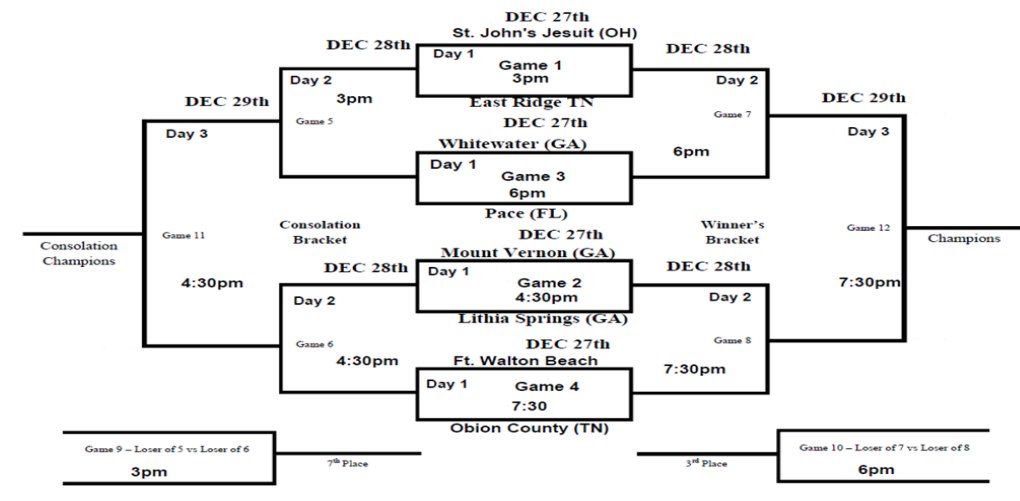 DEC 27th
St. John's Jesuit (OH)
DEC 28th
Day 1
DEC 28th
Game 1
3pm
Day 2
3pm
Day 2
DEC 29th
East Ridge TN
DEC 29th
Game 5
DEC 27th
Game 7
Day 3
Whitewater (GA)
6pm
Day 3
Day 1
Game 3
6pm
Pace (FL)
Consolation
Bracket
Winner's
Bracket
Game 11
DEC 27th
Game 12
Consolation
Champions
Champions
Mount Vernon (GA)
DEC 28th
Day 1
DEC 28th
4:30pm
Game 2
4:30pm
7:30pm
Day 2
Day 2
Lithia Springs (GA)
Game 6
DEC 27th
Game 8
4:30pm
Ft. Walton Beach
7:30pm
Day 1
Game 4
7:30
Obion County (TN)
Game 9 – Loser of 5 vs Loser of 6
3pm
7th Place
3rd Place
Game 10 – Loser of 7 vs Loser of 8
6pm